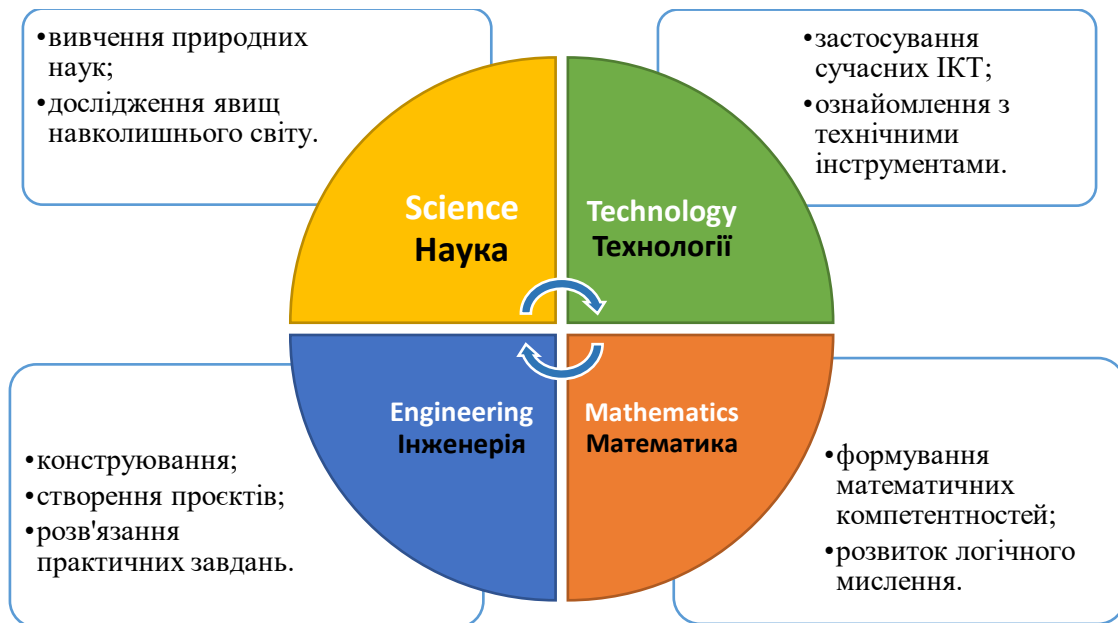 •вивчення природних
наук;
•дослідження явищ
навколишнього світу.
•застосування
сучасних ІКТ;
•ознайомлення з
технічними
інструментами.
Science
Наука
Technology
Технології
Engineering
Інженерія
Mathematics
Математика
•конструювання;
•створення проєктів;
•розв'язання
практичних завдань.
•формування
математичних
компетентностей;
•розвиток логічного
мислення.